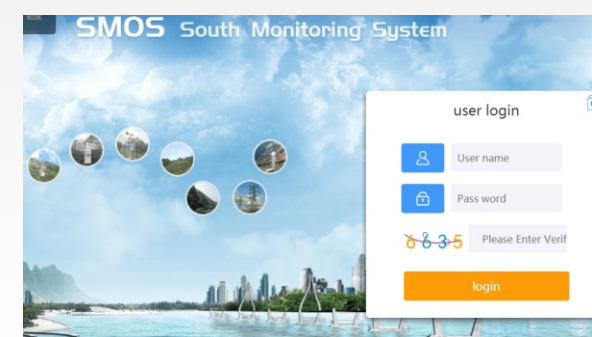 SMOS South Monitoring System
user login
User name
Pass word
6635 Please Enter Verif
login